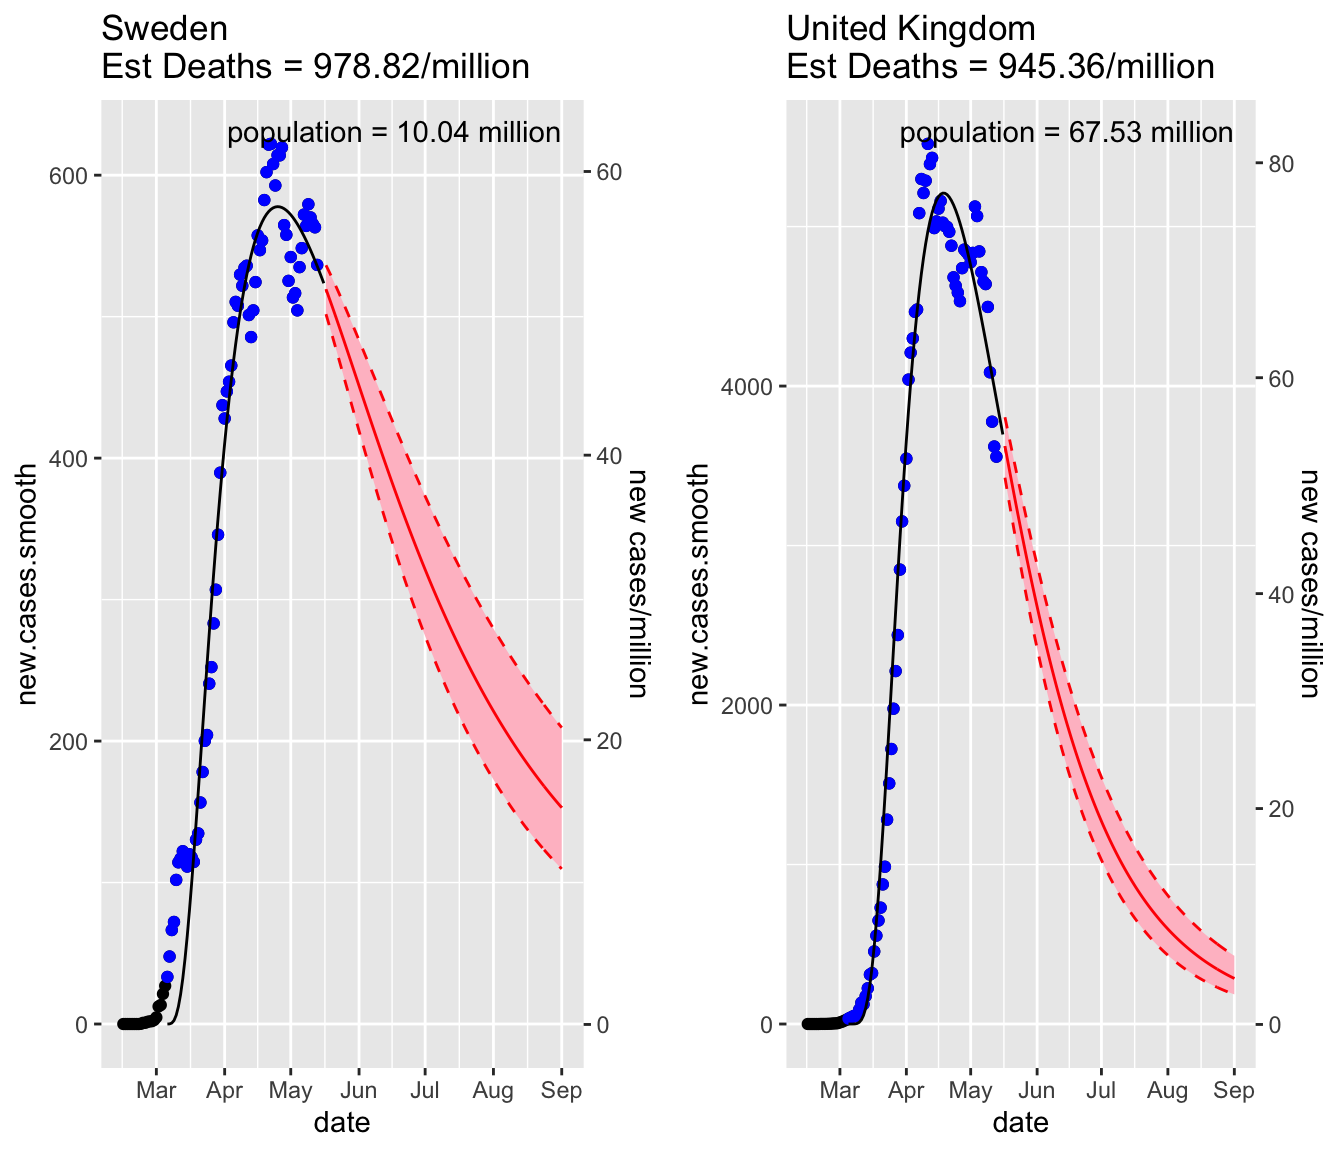 Sweden
Est Deaths = 978.82/million
population = 10.04 million
600
400
200
0
60
40
20
0
new.cases.smooth
new cases/million
Mar Apr May Jun Jul Aug Sep
date
United Kingdom
Est Deaths = 945.36/million
population = 67.53 million
4000
2000
0
80
60
40
20
0
new.cases.smooth
new cases/million
Mar Apr May Jun Jul Aug Sep
date